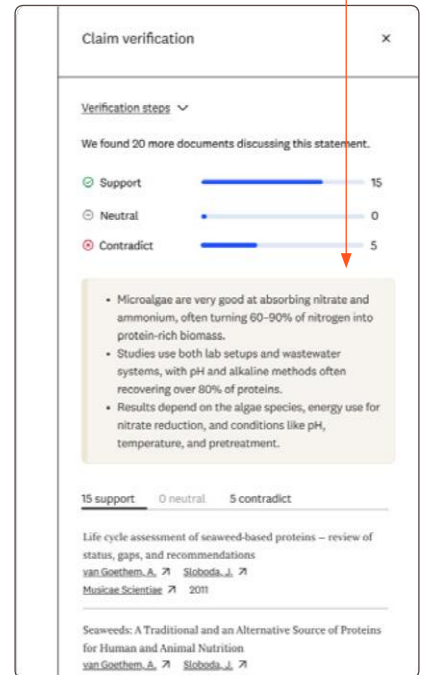 Claim verification
Verification steps
We found 20 more documents discussing this statement.
Support 15
Neutral 0
Contradict 5
• Microalgae are very good at absorbing nitrate and
ammonium, often turning 60-90% of nitrogen into
protein-rich biomass.
• Studies use both lab setups and wastewater
systems, with pH and alkaline methods often
recovering over 80% of proteins.
• Results depend on the algae species, energy use for
nitrate reduction, and conditions like pH,
temperature, and pretreatment.
15 support 0 neutral 5 contradict
Life cycle assessment of seaweed-based proteins – review of
status, gaps, and recommendations
van Goethem, A. Sloboda, J.
Musicae Scientiae 2011
Seaweeds: A Traditional and an Alternative Source of Proteins
for Human and Animal Nutrition
van Goethem, A. Sloboda, J.